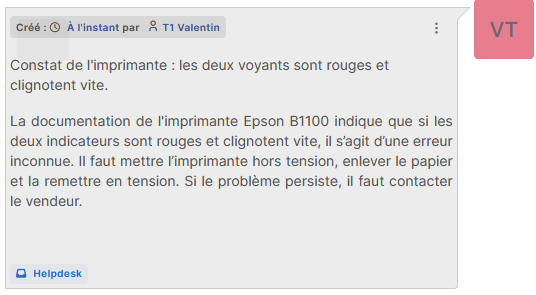 Créé : À l'instant par T1 Valentin
VT
Constat de l'imprimante : les deux voyants sont rouges et
clignotent vite.
La documentation de l'imprimante Epson B1100 indique que si les
deux indicateurs sont rouges et clignotent vite, il s’agit d’une erreur
inconnue. Il faut mettre l’imprimante hors tension, enlever le papier
et la remettre en tension. Si le problème persiste, il faut contacter
le vendeur.
Helpdesk